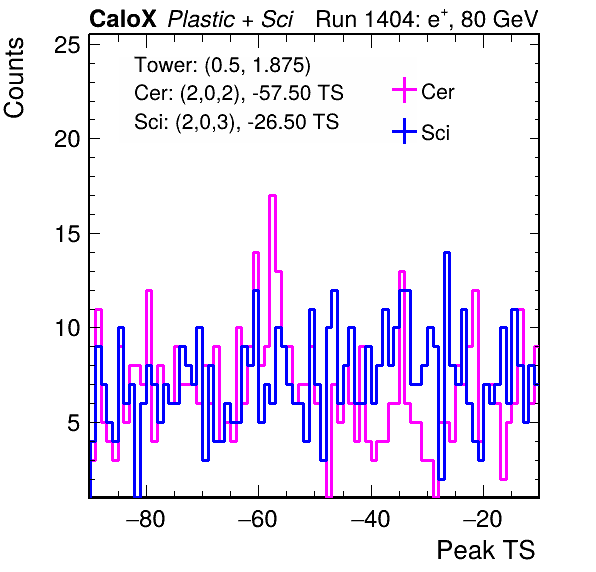 CaloX Plastic + Sci Run 1404: e⁺, 80 GeV
Tower: (0.5, 1.875)
Cer: (2,0,2), -57.50 TS
Sci: (2,0,3), -26.50 TS
Cer
Sci
Counts
25
20
15
10
5
−80 −60 −40 −20
Peak TS